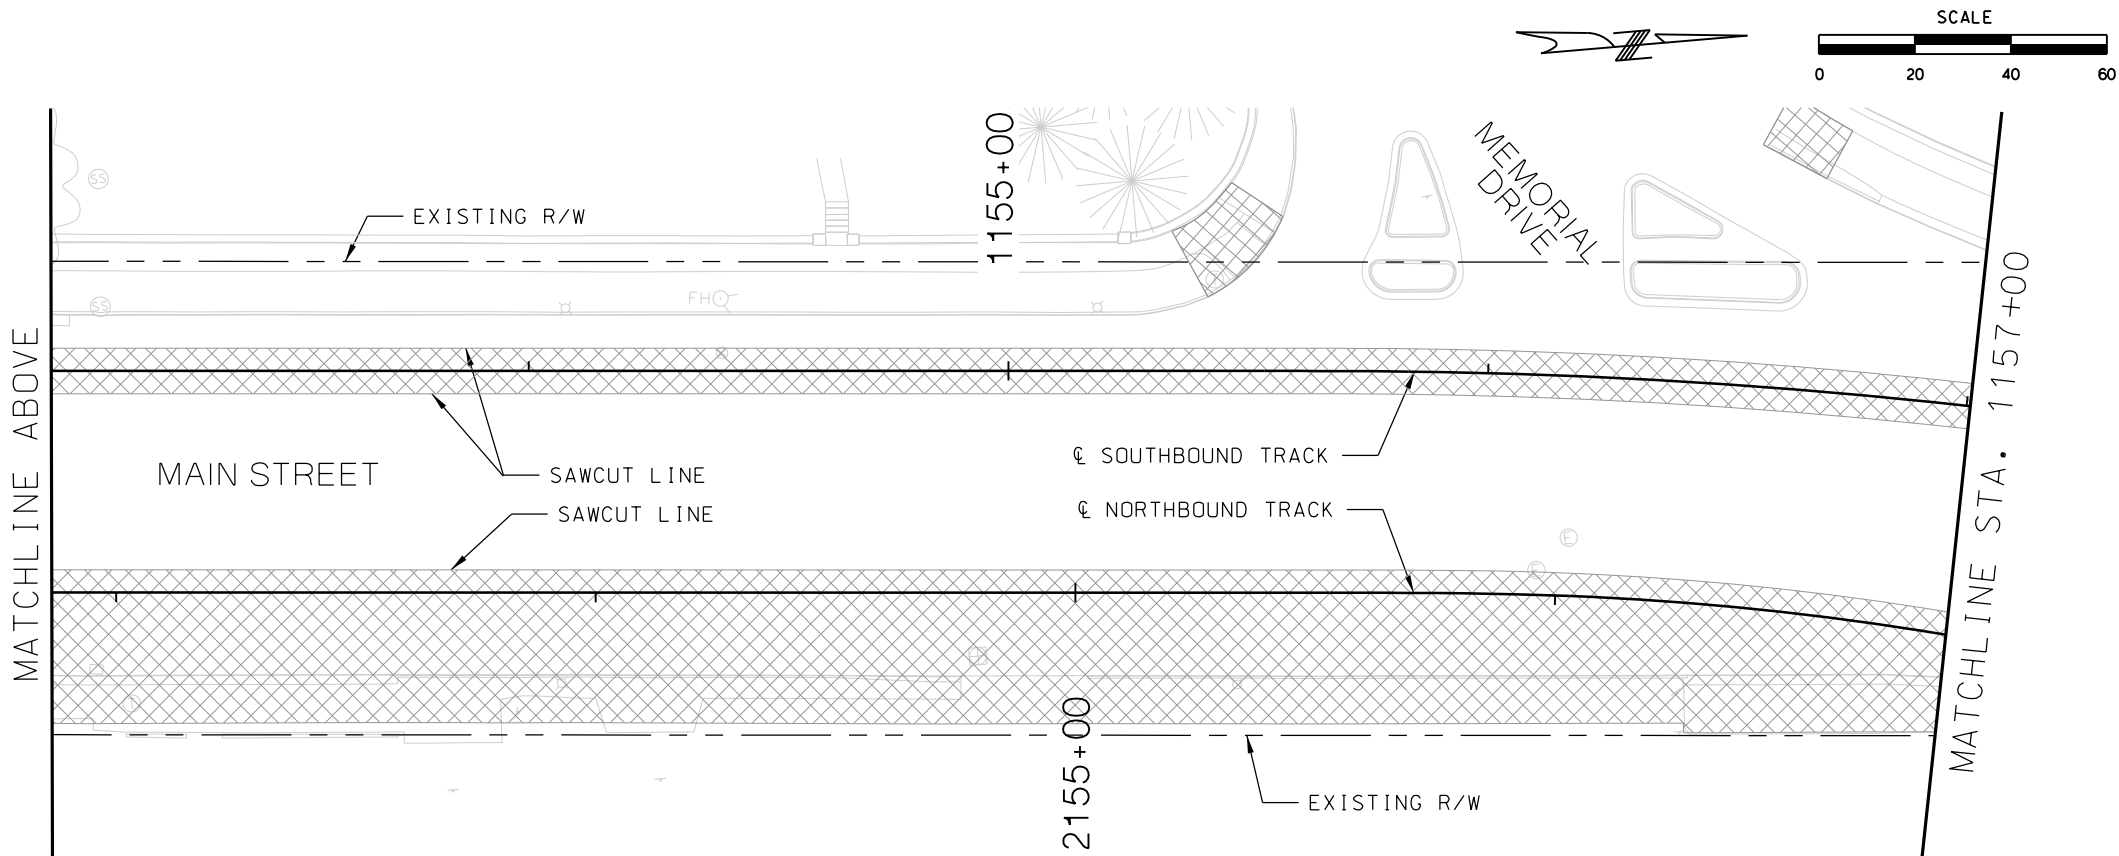 SCALE
0 20 40 60
MEMORIAL
DRIVE
1155+00
SS
EXISTING R/W
SS
FH
MATCHLINE ABOVE
MAIN STREET
SAWCUT LINE
SAWCUT LINE
℄ SOUTHBOUND TRACK
℄ NORTHBOUND TRACK
E
E
T
2155+00
EXISTING R/W
MATCHLINE STA. 1157+00